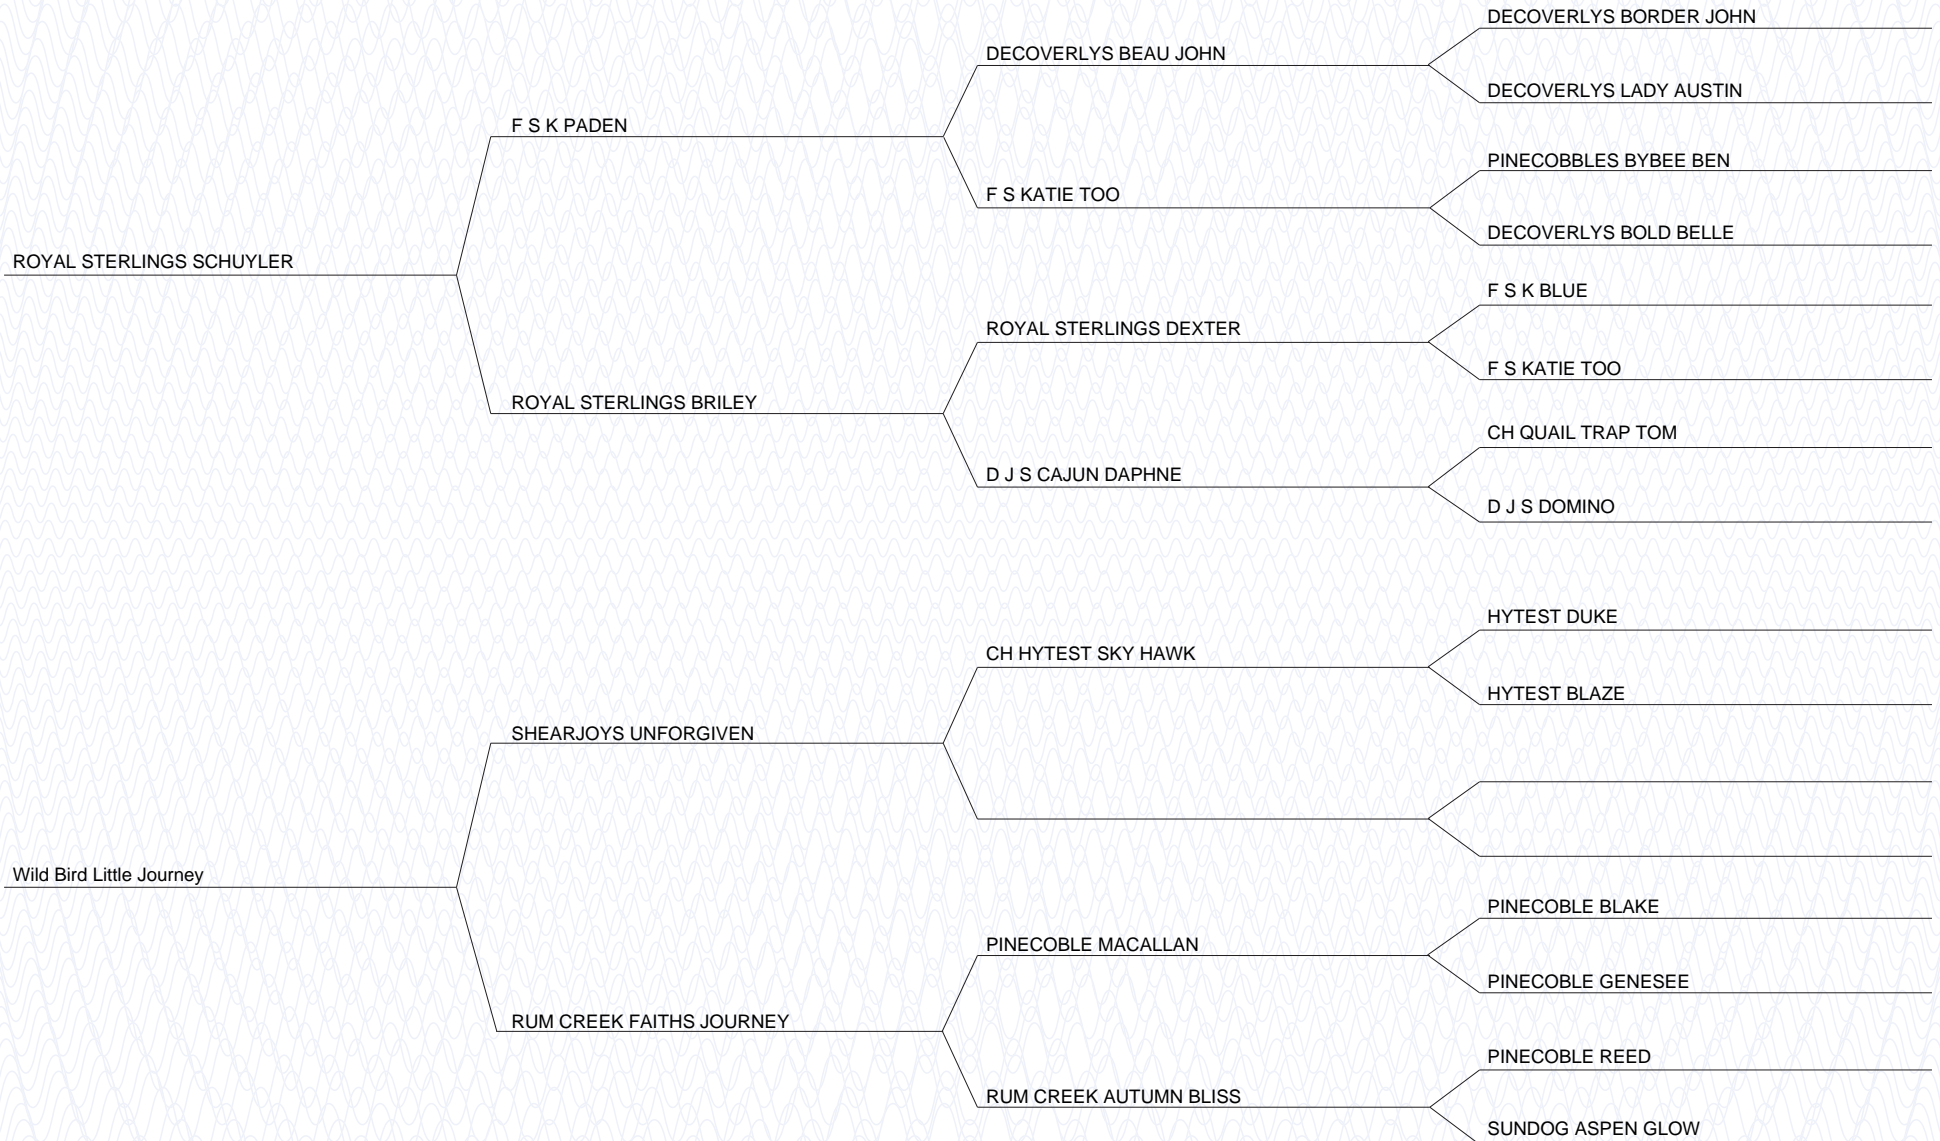 DECOVERLYS BORDER JOHN
DECOVERLYS BEAU JOHN
DECOVERLYS LADY AUSTIN
F S K PADEN
PINECOBBLES BYBEE BEN
F S KATIE TOO
DECOVERLYS BOLD BELLE
ROYAL STERLINGS SCHUYLER
F S K BLUE
ROYAL STERLINGS DEXTER
F S KATIE TOO
ROYAL STERLINGS BRILEY
CH QUAIL TRAP TOM
D J S CAJUN DAPHNE
D J S DOMINO
HYTEST DUKE
CH HYTEST SKY HAWK
HYTEST BLAZE
SHEARJOYS UNFORGIVEN
Wild Bird Little Journey
PINECOBLE BLAKE
PINECOBLE MACALLAN
PINECOBLE GENESEE
RUM CREEK FAITHS JOURNEY
PINECOBLE REED
RUM CREEK AUTUMN BLISS
SUNDOG ASPEN GLOW